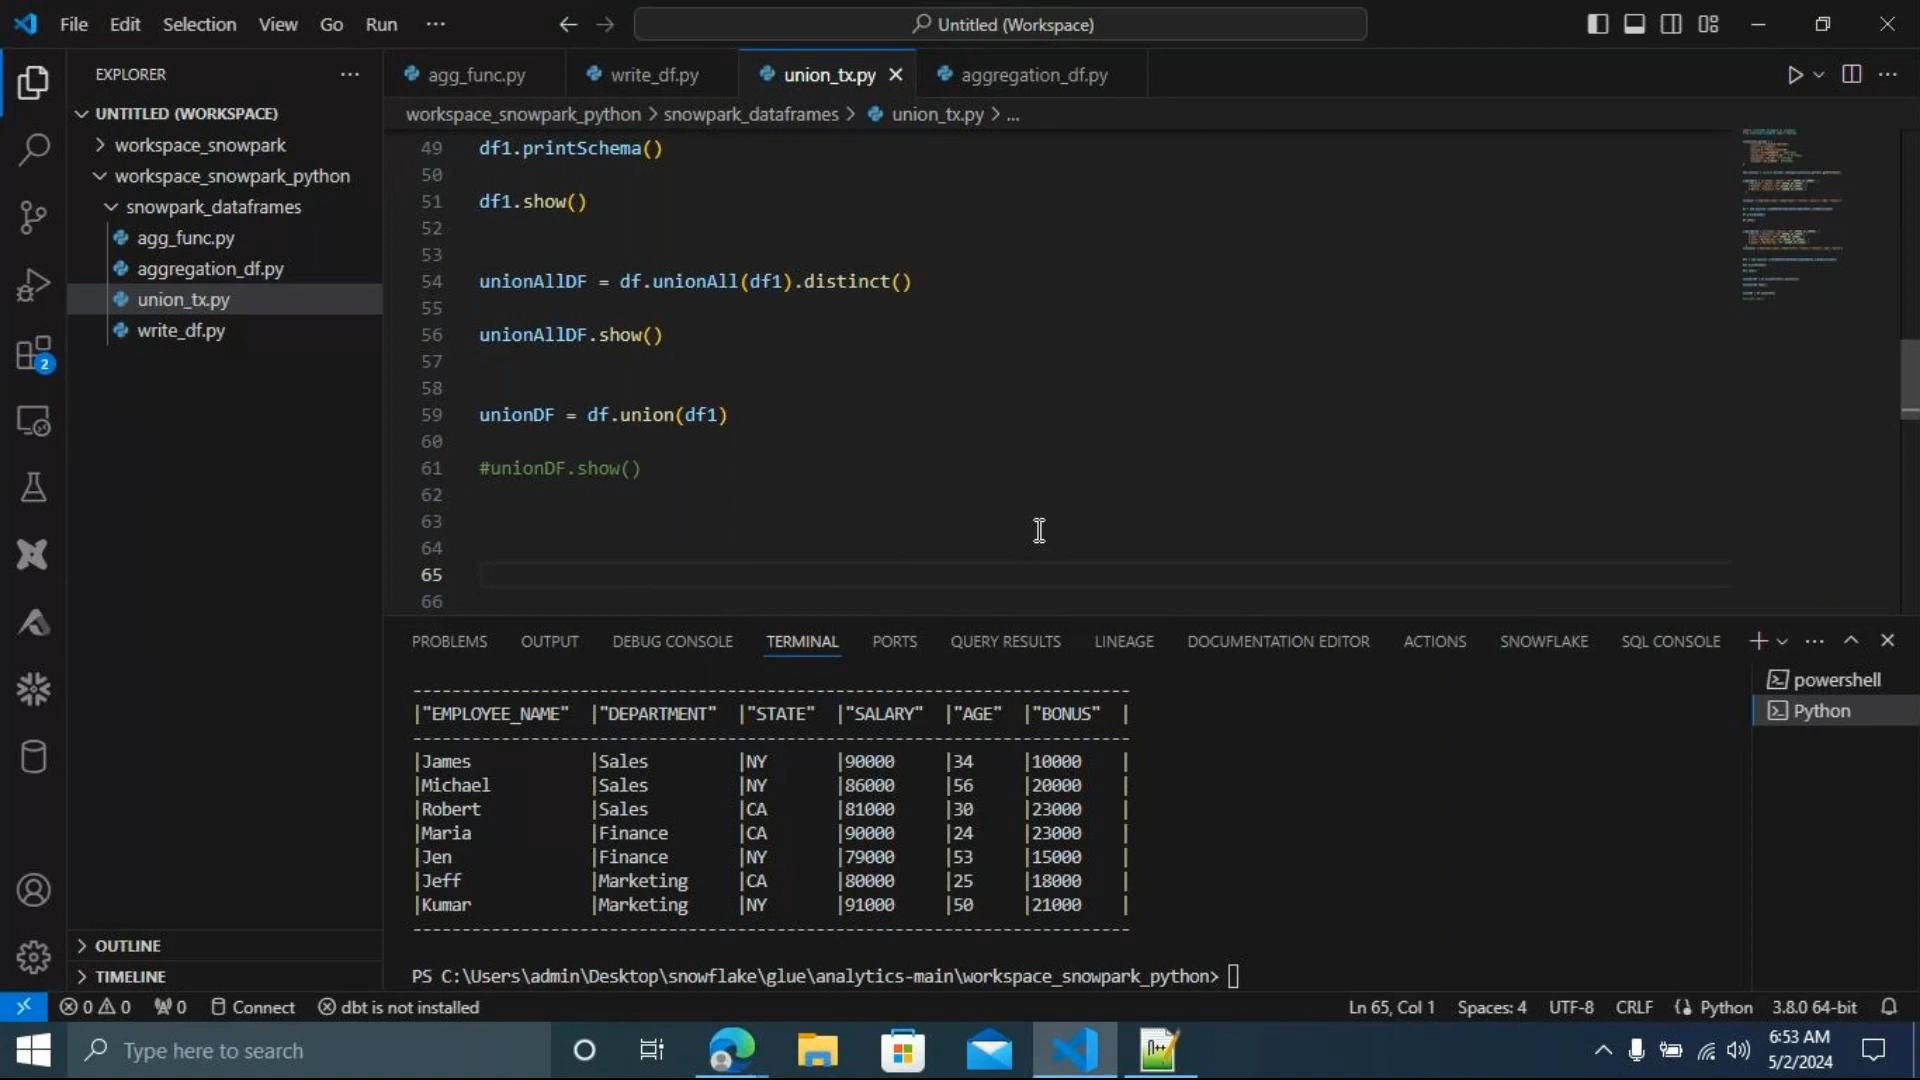 File Edit Selection View Go Run ··· Untitled (Workspace)
EXPLORER ···
UNTITLED (WORKSPACE)
workspace_snowpark
workspace_snowpark_python
snowpark_dataframes
agg_func.py
aggregation_df.py
union_tx.py
write_df.py
OUTLINE
TIMELINE
2
agg_func.py write_df.py union_tx.py aggregation_df.py
workspace_snowpark_python > snowpark_dataframes > union_tx.py > ...
49 df1.printSchema()
50
51 df1.show()
52
53
54 unionAllDF = df.unionAll(df1).distinct()
55
56 unionAllDF.show()
57
58
59 unionDF = df.union(df1)
60
61 #unionDF.show()
62
63
64
65
66
PROBLEMS OUTPUT DEBUG CONSOLE TERMINAL PORTS QUERY RESULTS LINEAGE DOCUMENTATION EDITOR ACTIONS SNOWFLAKE SQL CONSOLE
powershell
Python
-------------------------------------------------------------------------
|"EMPLOYEE_NAME" |"DEPARTMENT" |"STATE" |"SALARY" |"AGE" |"BONUS" |
-------------------------------------------------------------------------
|James |Sales |NY |90000 |34 |10000 |
|Michael |Sales |NY |86000 |56 |20000 |
|Robert |Sales |CA |81000 |30 |23000 |
|Maria |Finance |CA |90000 |24 |23000 |
|Jen |Finance |NY |79000 |53 |15000 |
|Jeff |Marketing |CA |80000 |25 |18000 |
|Kumar |Marketing |NY |91000 |50 |21000 |
-------------------------------------------------------------------------
PS C:\Users\admin\Desktop\snowflake\glue\analytics-main\workspace_snowpark_python>
0 0 0 Connect dbt is not installed Ln 65, Col 1 Spaces: 4 UTF-8 CRLF Python 3.8.0 64-bit
Type here to search
6:53 AM
5/2/2024